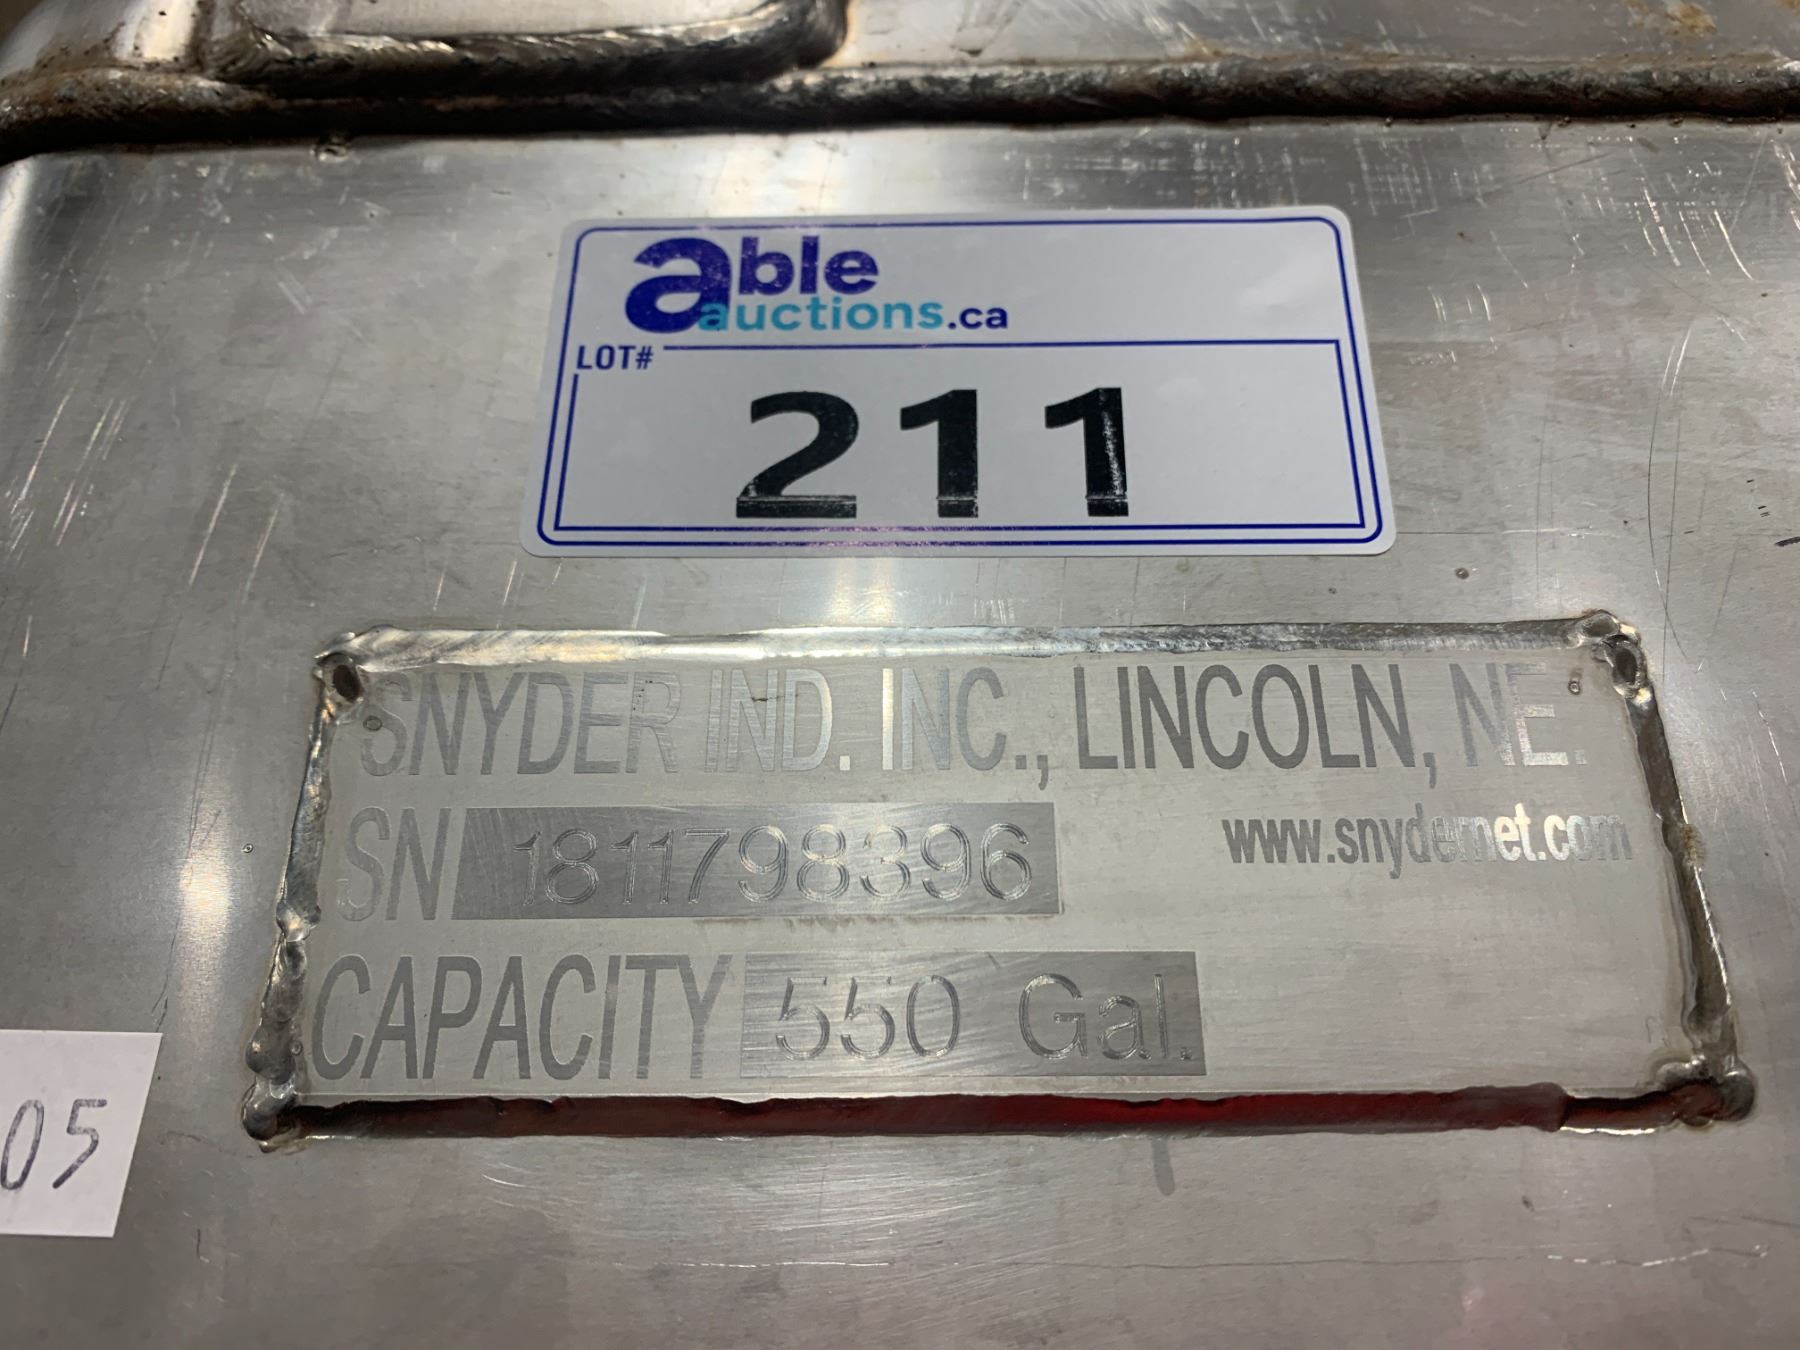 able
auctions.ca
LOT#
211
SNYDER IND. INC., LINCOLN, NE.
SN 1811798396
www.snydernet.com
CAPACITY 550 Gal.
05